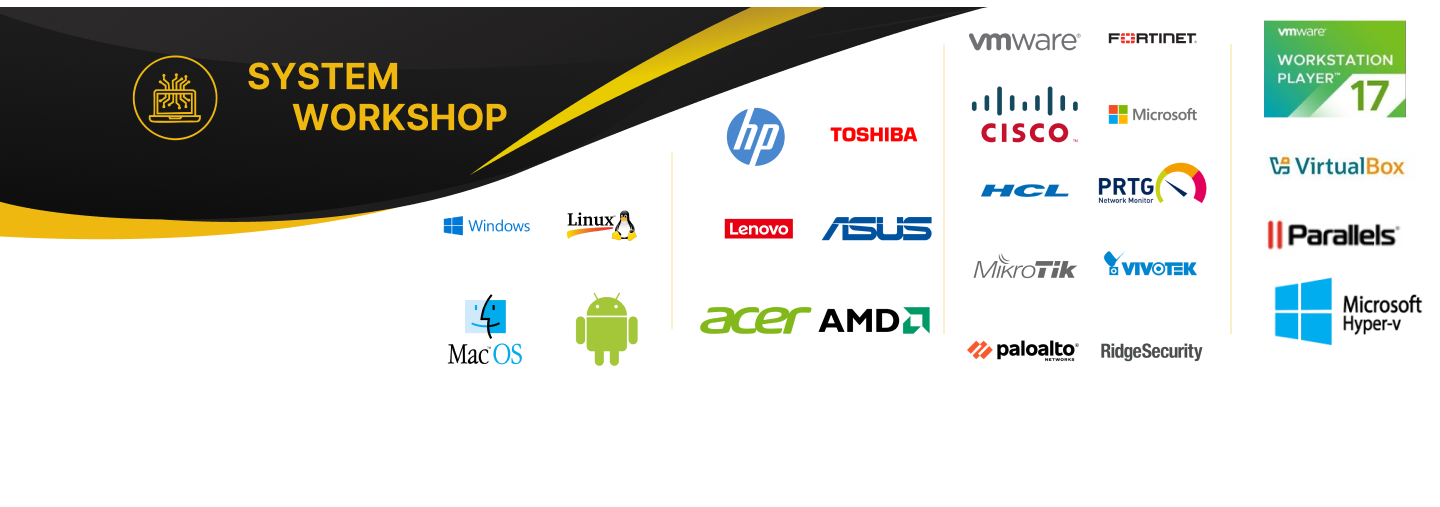 SYSTEM
WORKSHOP
Windows
Linux
Mac OS
hp
TOSHIBA
Lenovo
ASUS
acer
AMD
vmware®
FORTINET
CISCO
Microsoft
HCL
PRTG
Network Monitor
MikroTik
VIVOTEK
paloalto®
NETWORKS
RidgeSecurity
vmware®
WORKSTATION
PLAYER™
17
VirtualBox
Parallels®
Microsoft
Hyper-v